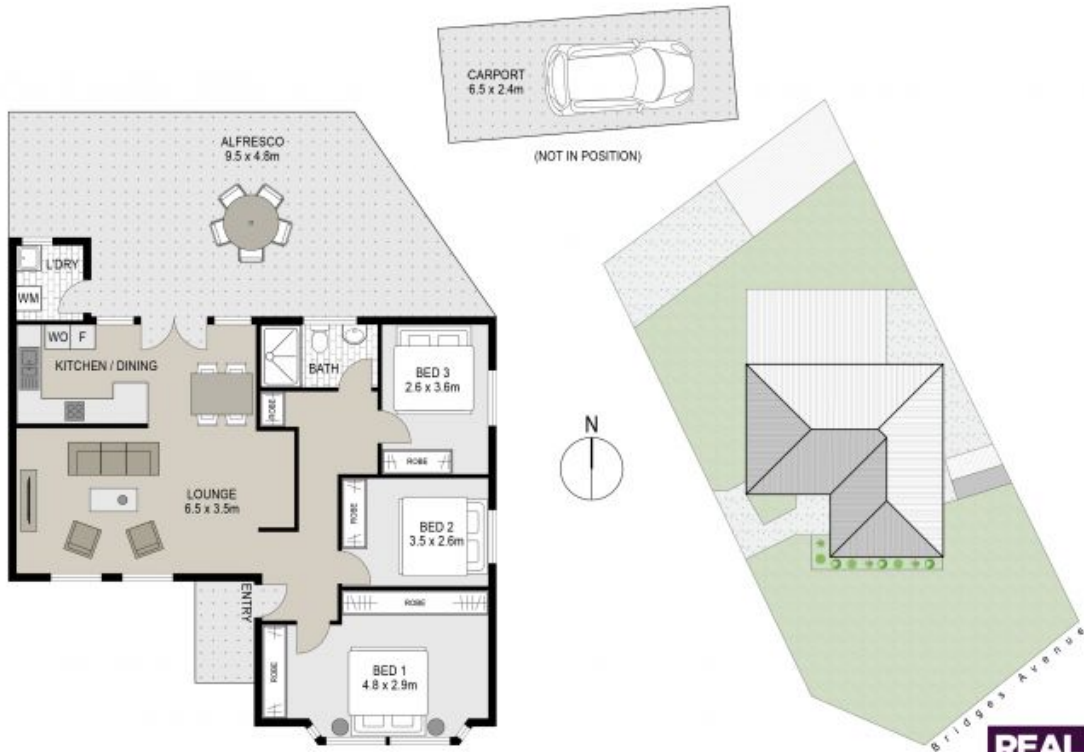 CARPORT
6.5 x 2.4m
(NOT IN POSITION)
ALFRESCO
9.5 x 4.8m
L'DRY
WM
WO F
KITCHEN / DINING
BATH
BED 3
2.6 x 3.6m
ROBE
ROBE
N
LOUNGE
6.5 x 3.5m
ROBE
BED 2
3.5 x 2.6m
ENTRY
ROBE
ROBE
BED 1
4.8 x 2.9m
Bridges Avenue
REAL